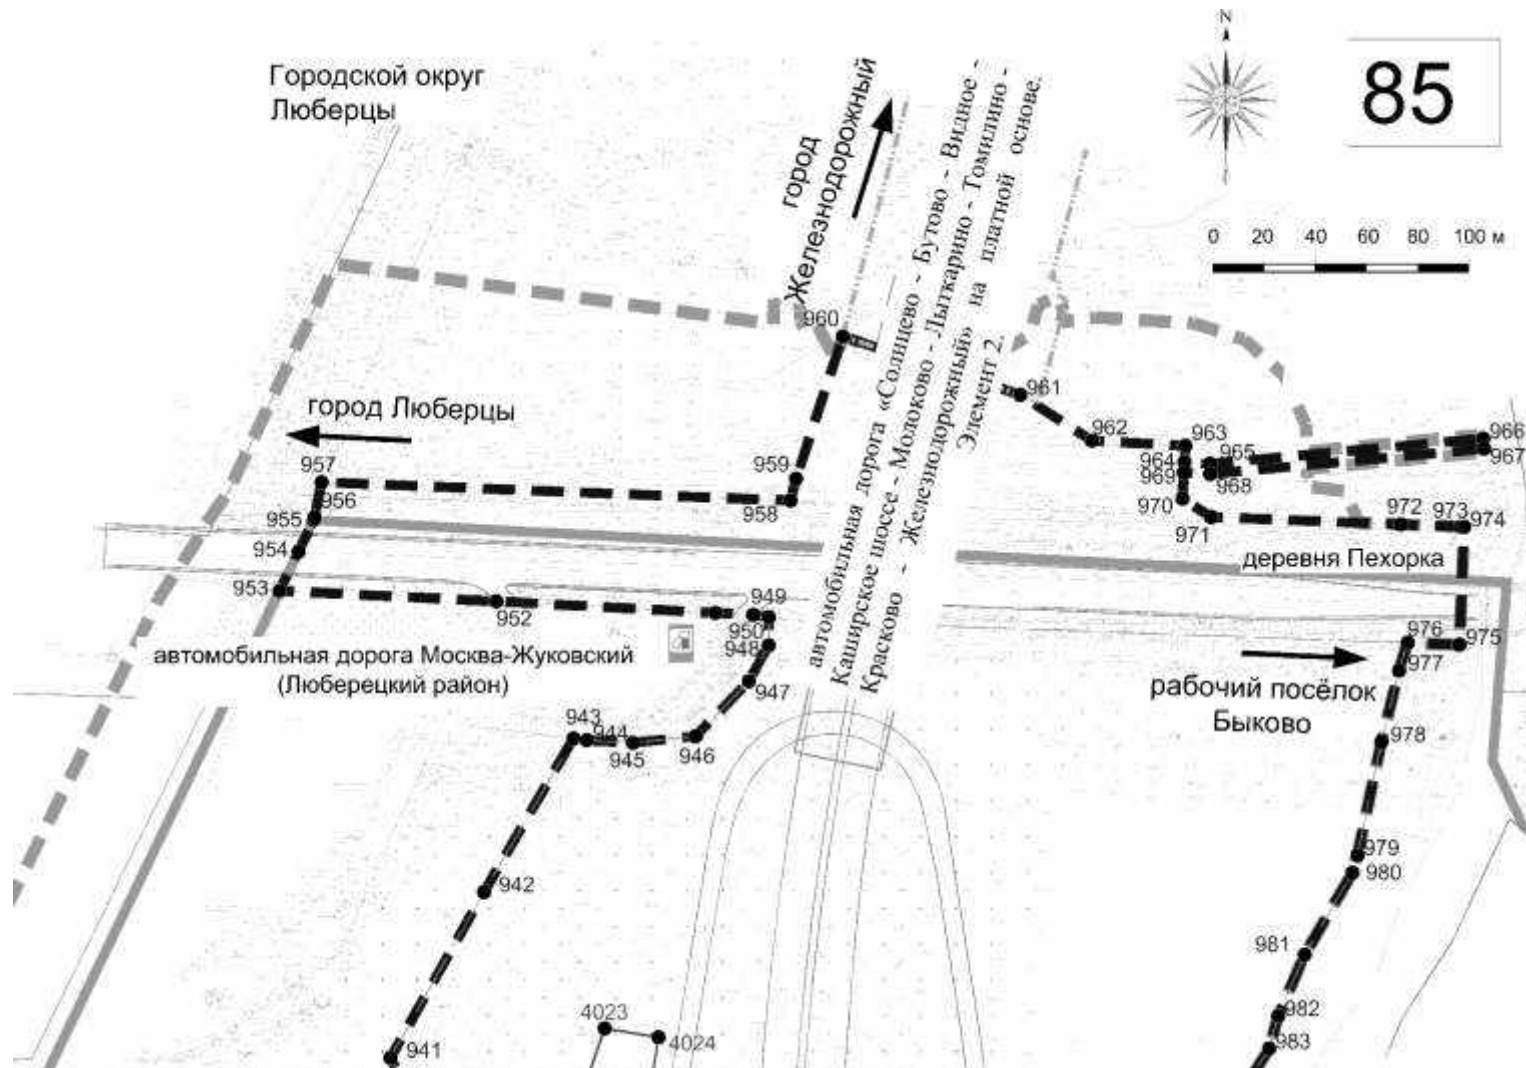 Городской округ
Люберцы
город
Железнодорожный
автомобильная дорога «Солнцево - Бутово - Видное -
Каширское шоссе - Молоково - Лыткарино - Томилино -
Красково - Железнодорожный» на платной основе.
Элемент 2.
N
85
0 20 40 60 80 100 м
960
961
город Люберцы
962
963
964
965
966
967
968
969
970
971
972
973
974
957
956
955
954
953
959
958
деревня Пехорка
952
949
950
948
947
автомобильная дорога Москва-Жуковский
(Люберецкий район)
976
975
977
рабочий посёлок
Быково
943
944
945
946
978
979
980
942
981
982
983
941
4023
4024